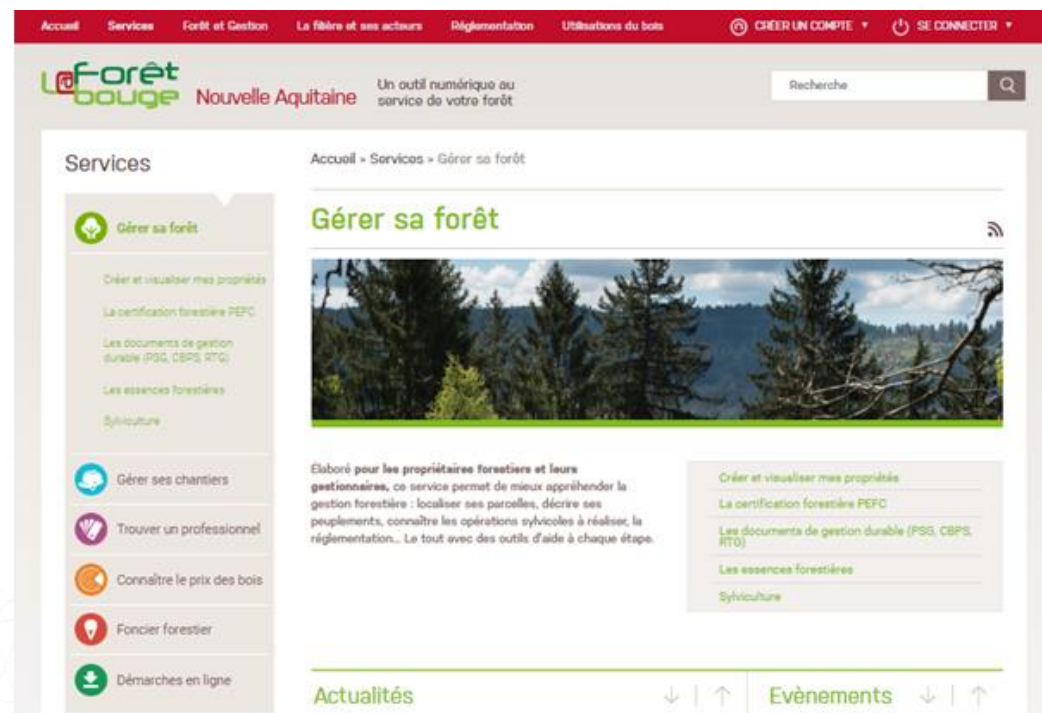 Accueil Services Forêt et Gestion La filière et ses acteurs Réglementation Utilisations du bois CRÉER UN COMPTE SE CONNECTER
La Forêt
bouge
Nouvelle Aquitaine
Un outil numérique au
service de votre forêt
Recherche
Services
Gérer sa forêt
Créer et visualiser mes propriétés
La certification forestière PEFC
Les documents de gestion
durable (PSG, CBPS, RTG)
Les essences forestières
Sylviculture
Gérer ses chantiers
Trouver un professionnel
Connaître le prix des bois
Foncier forestier
Démarches en ligne
Accueil » Services » Gérer sa forêt
Gérer sa forêt
Élaboré pour les propriétaires forestiers et leurs
gestionnaires, ce service permet de mieux
appréhender la
gestion forestière : localiser ses parcelles, décrire ses
peuplements, connaître les opérations sylvicoles à réaliser, la
réglementation... Le tout avec des outils d'aide à chaque étape.
Créer et visualiser mes propriétés
La certification forestière PEFC
Les documents de gestion durable (PSG, CBPS,
RTG)
Les essences forestières
Sylviculture
Actualités
Evènements